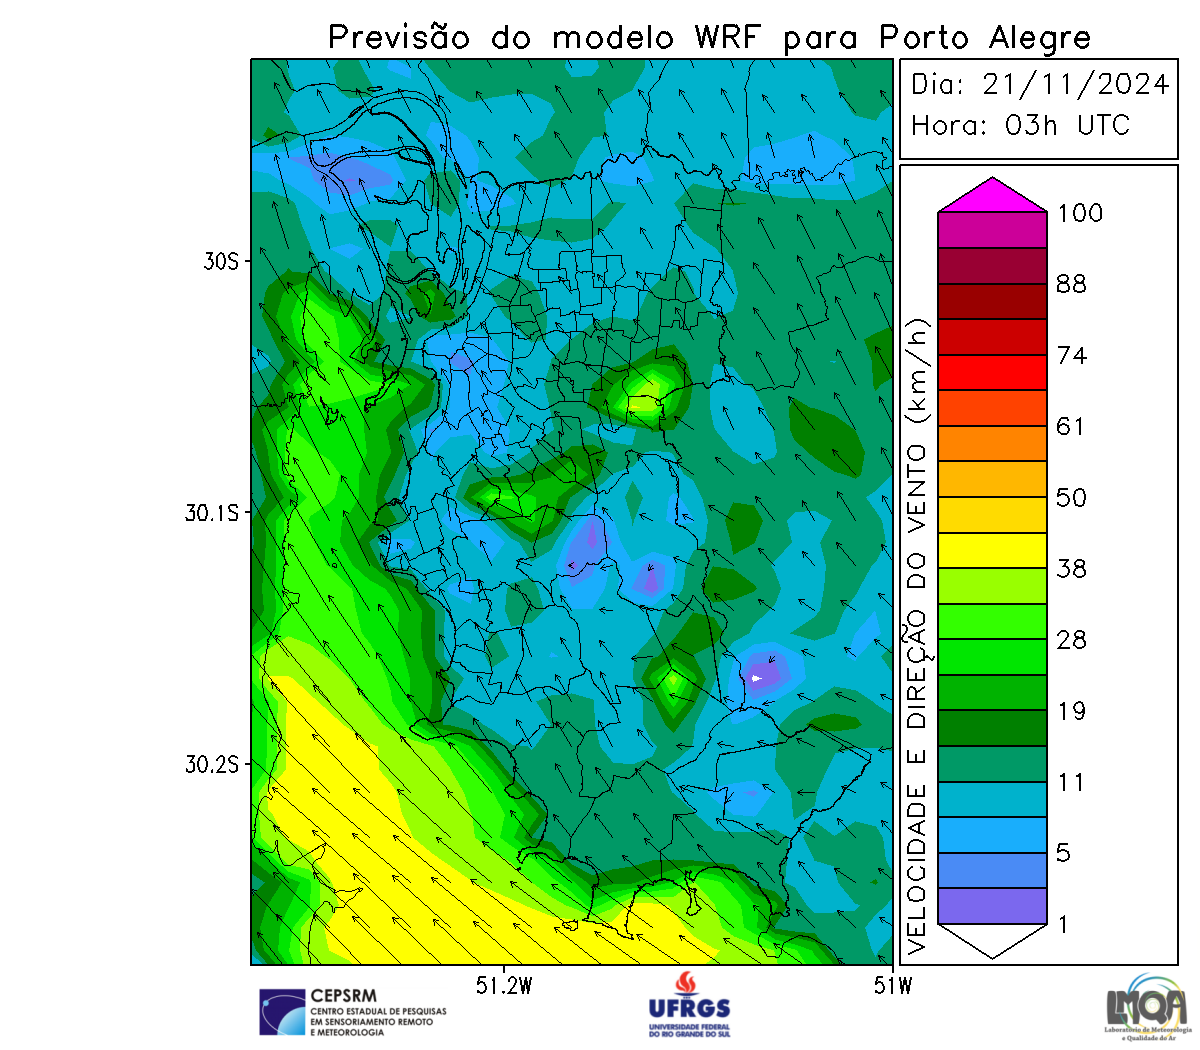 Previsão do modelo WRF para Porto Alegre
Dia: 21/11/2024
Hora: 03h UTC
30S
30.1S
30.2S
51.2W
51W
VELOCIDADE E DIREÇÃO DO VENTO (km/h)
100
88
74
61
50
38
28
19
11
5
1
CEPSRM
CENTRO ESTADUAL DE PESQUISAS
EM SENSORIAMENTO REMOTO
E METEOROLOGIA
UFRGS
UNIVERSIDADE FEDERAL
DO RIO GRANDE DO SUL
LMQA
Laboratório de Meteorologia
e Qualidade do Ar